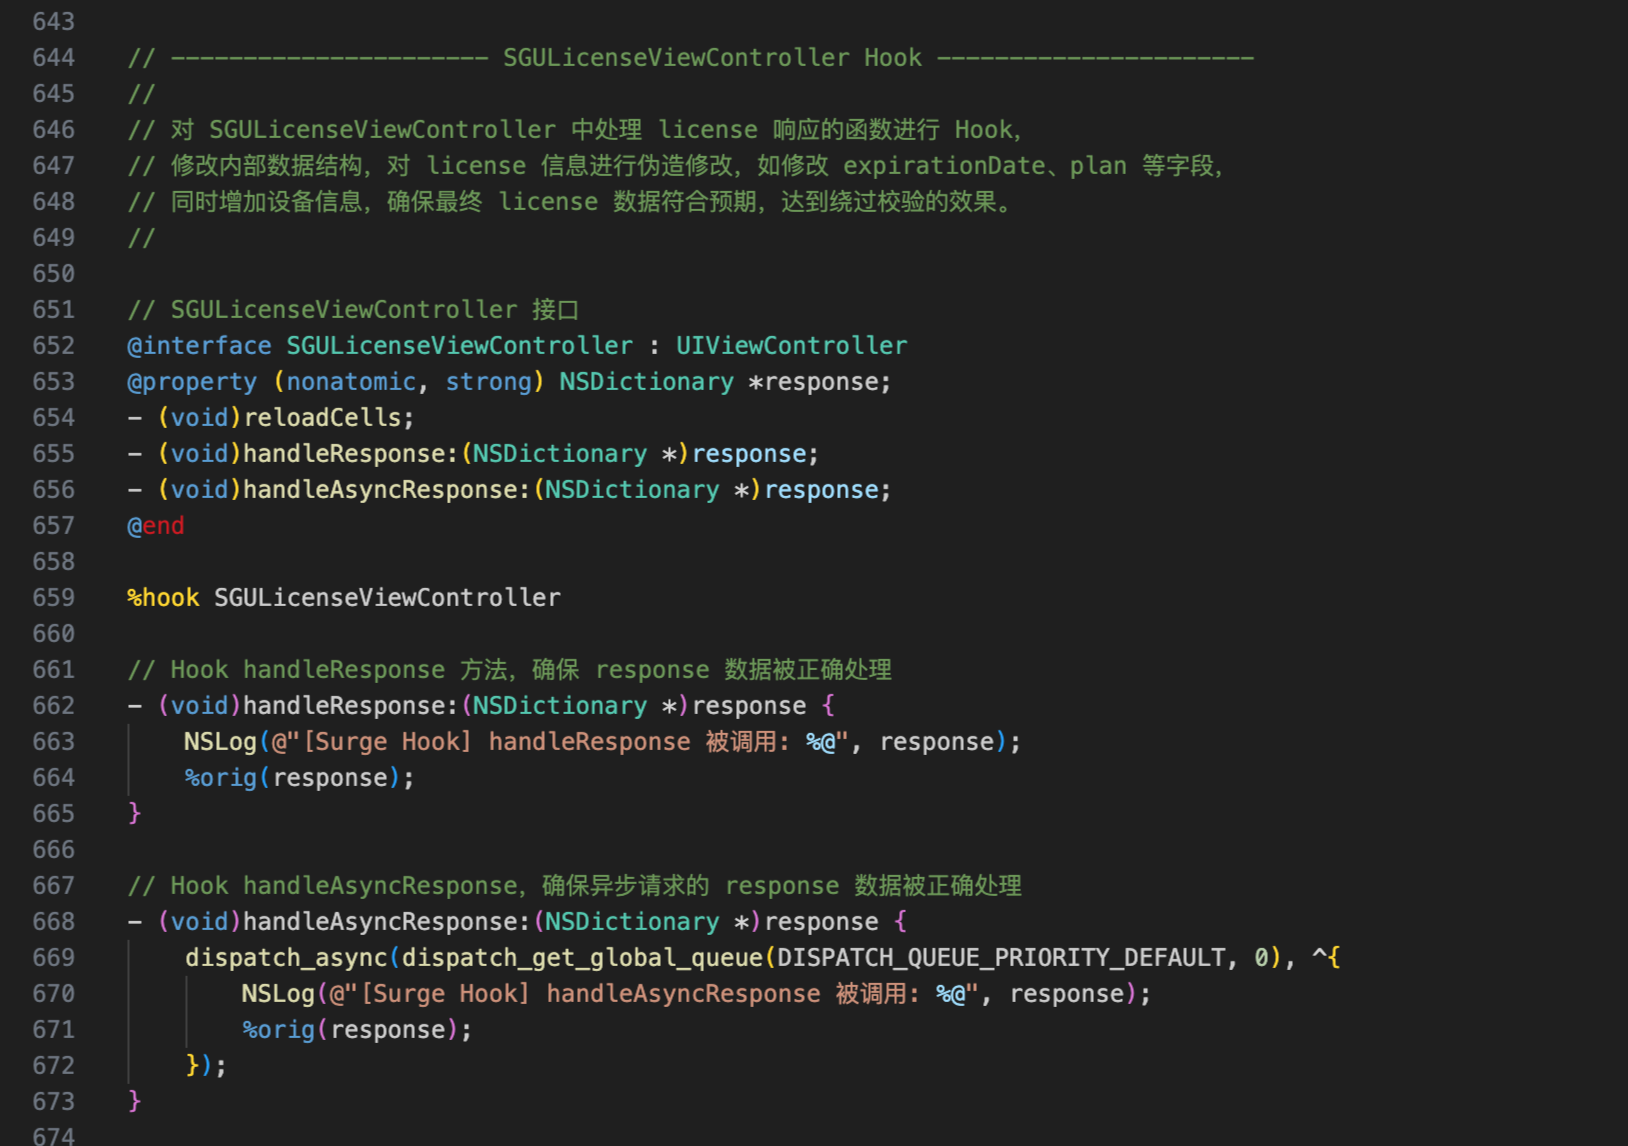 643
644 // ---------------------- SGULicenseViewController Hook ----------------------
645 //
646 // 对 SGULicenseViewController 中处理 license 响应的函数进行 Hook，
647 // 修改内部数据结构，对 license 信息进行伪造修改，如修改 expirationDate、plan 等字段，
648 // 同时增加设备信息，确保最终 license 数据符合预期，达到绕过校验的效果。
649 //
650
651 // SGULicenseViewController 接口
652 @interface SGULicenseViewController : UIViewController
653 @property (nonatomic, strong) NSDictionary *response;
654 - (void)reloadCells;
655 - (void)handleResponse:(NSDictionary *)response;
656 - (void)handleAsyncResponse:(NSDictionary *)response;
657 @end
658
659 %hook SGULicenseViewController
660
661 // Hook handleResponse 方法，确保 response 数据被正确处理
662 - (void)handleResponse:(NSDictionary *)response {
663     NSLog(@"[Surge Hook] handleResponse 被调用: %@", response);
664     %orig(response);
665 }
666
667 // Hook handleAsyncResponse，确保异步请求的 response 数据被正确处理
668 - (void)handleAsyncResponse:(NSDictionary *)response {
669     dispatch_async(dispatch_get_global_queue(DISPATCH_QUEUE_PRIORITY_DEFAULT, 0), ^{
670         NSLog(@"[Surge Hook] handleAsyncResponse 被调用: %@", response);
671         %orig(response);
672     });
673 }
674